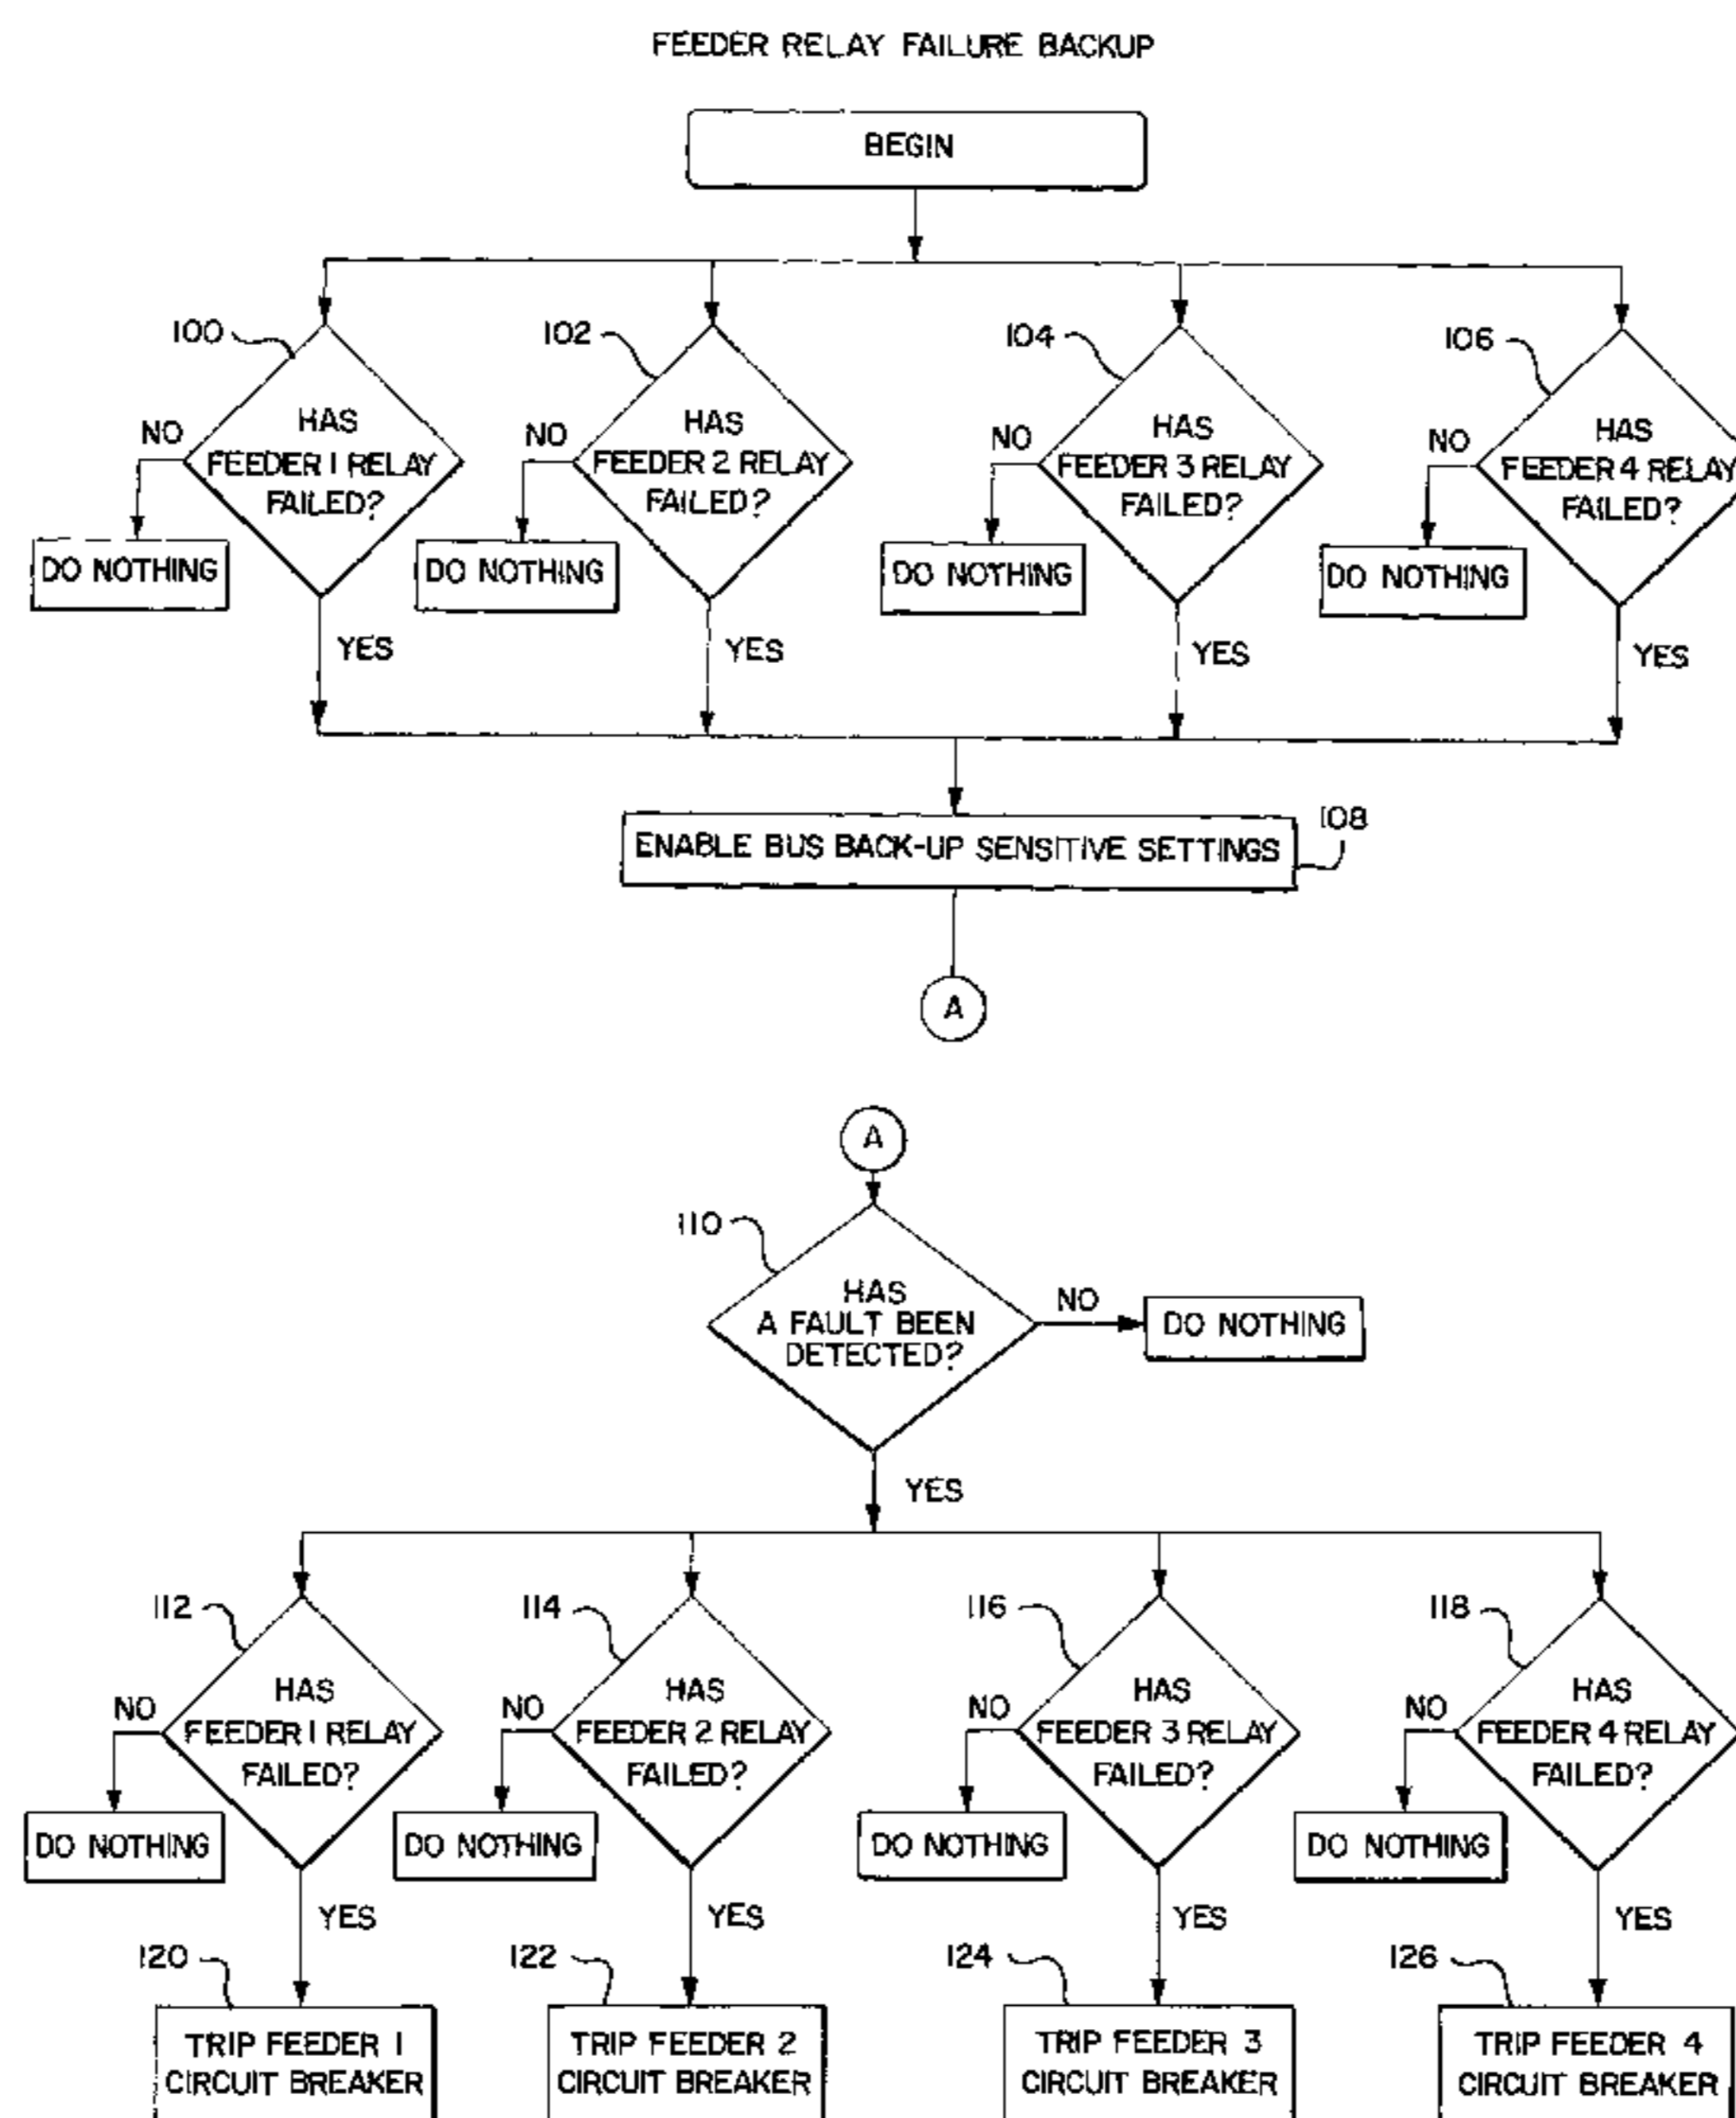 FEEDER RELAY FAILURE BACKUP
BEGIN
100
102
104
106
HAS
FEEDER 1 RELAY
FAILED?
HAS
FEEDER 2 RELAY
FAILED?
HAS
FEEDER 3 RELAY
FAILED?
HAS
FEEDER 4 RELAY
FAILED?
NO
NO
NO
NO
DO NOTHING
DO NOTHING
DO NOTHING
DO NOTHING
YES
YES
YES
YES
ENABLE BUS BACK-UP SENSITIVE SETTINGS
108
A
A
110
HAS
A FAULT BEEN
DETECTED?
NO
DO NOTHING
YES
112
114
116
118
HAS
FEEDER 1 RELAY
FAILED?
HAS
FEEDER 2 RELAY
FAILED?
HAS
FEEDER 3 RELAY
FAILED?
HAS
FEEDER 4 RELAY
FAILED?
NO
NO
NO
NO
DO NOTHING
DO NOTHING
DO NOTHING
DO NOTHING
YES
YES
YES
YES
120
122
124
126
TRIP FEEDER 1
CIRCUIT BREAKER
TRIP FEEDER 2
CIRCUIT BREAKER
TRIP FEEDER 3
CIRCUIT BREAKER
TRIP FEEDER 4
CIRCUIT BREAKER